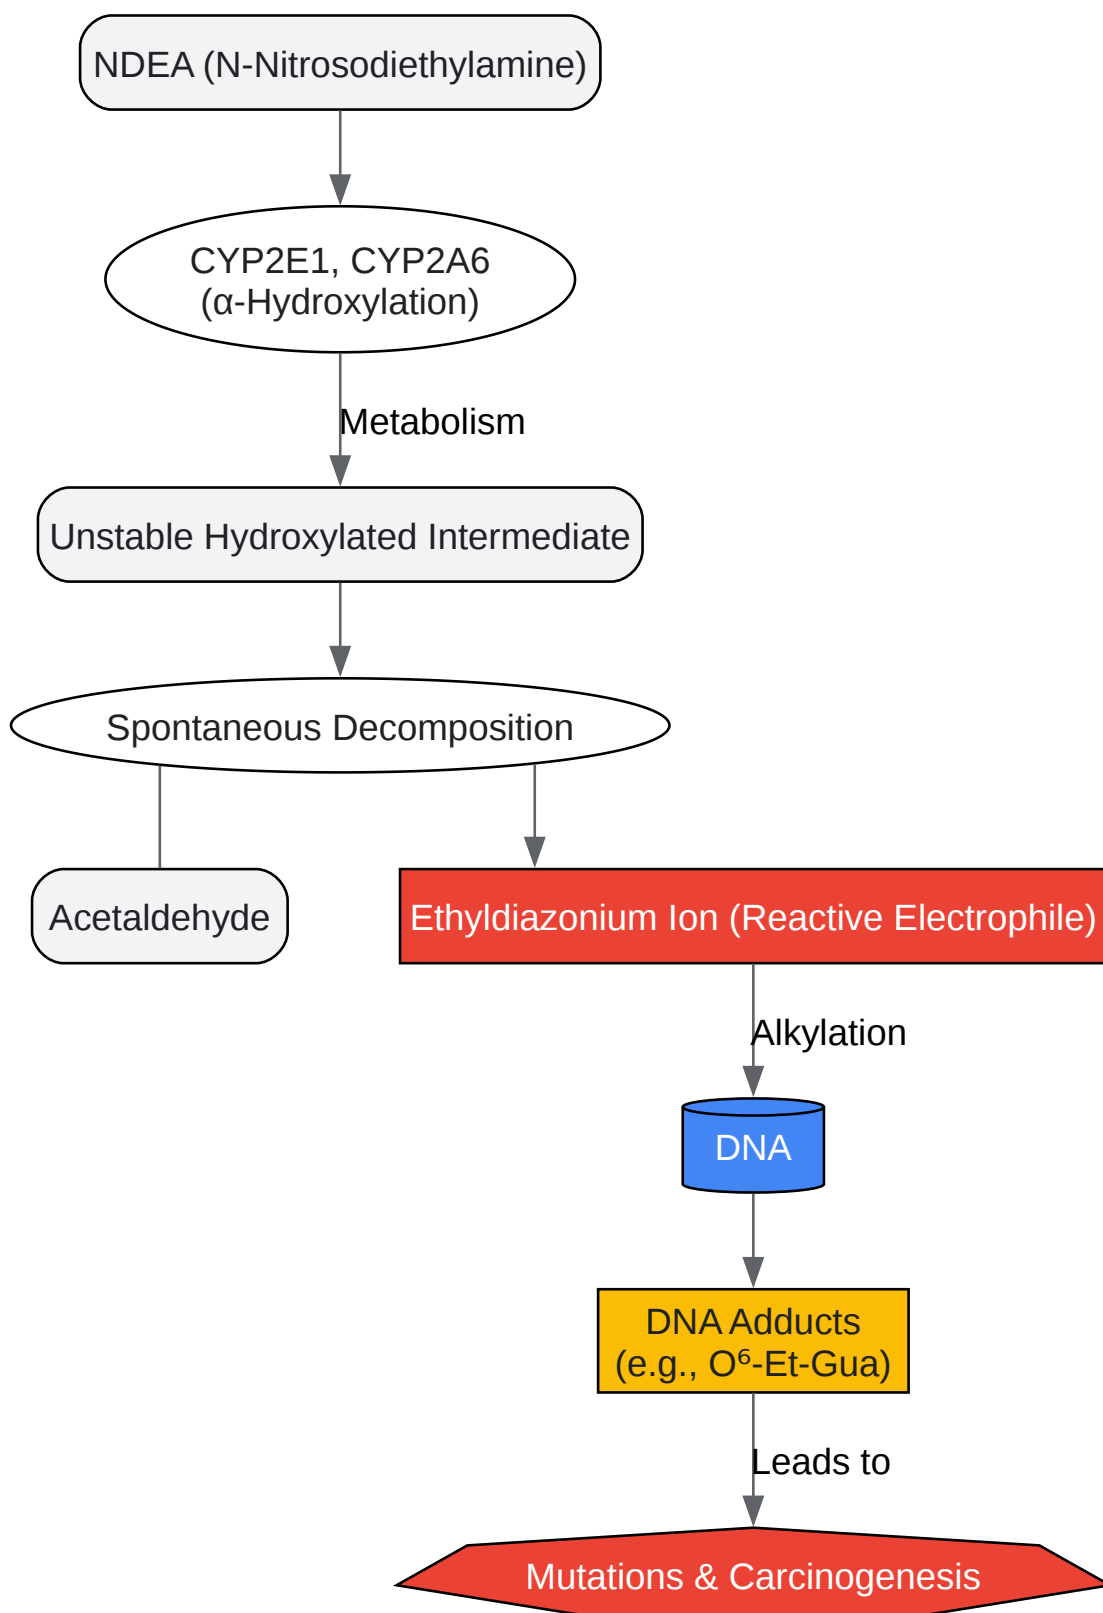 NDEA (N-Nitrosodiethylamine)
CYP2E1, CYP2A6
(α-Hydroxylation)
Metabolism
Unstable Hydroxylated Intermediate
Spontaneous Decomposition
Acetaldehyde
Ethyldiazonium Ion (Reactive Electrophile)
Alkylation
DNA
DNA Adducts
(e.g., O⁶-Et-Gua)
Leads to
Mutations & Carcinogenesis